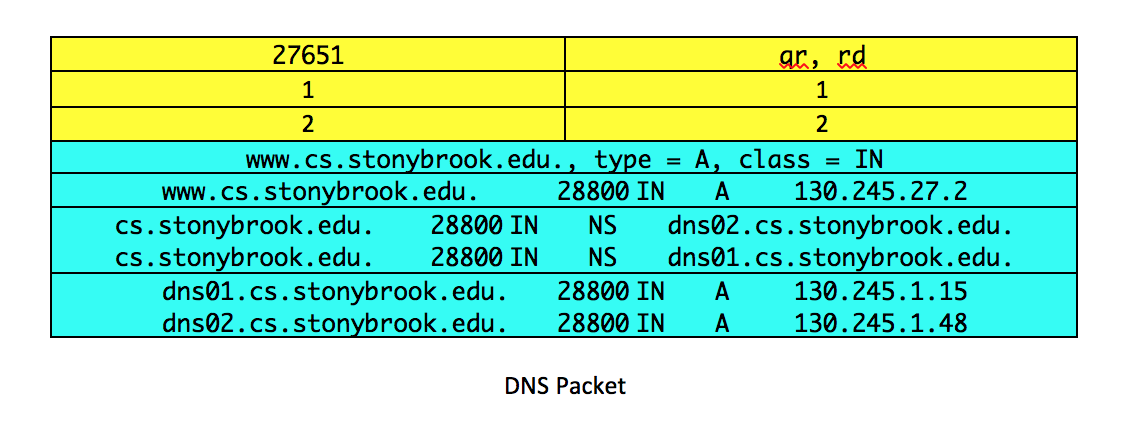 27651 qr, rd
1 1
2 2
www.cs.stonybrook.edu., type = A, class = IN
www.cs.stonybrook.edu. 28800 IN A 130.245.27.2
cs.stonybrook.edu. 28800 IN NS dns02.cs.stonybrook.edu.
cs.stonybrook.edu. 28800 IN NS dns01.cs.stonybrook.edu.
dns01.cs.stonybrook.edu. 28800 IN A 130.245.1.15
dns02.cs.stonybrook.edu. 28800 IN A 130.245.1.48
DNS Packet